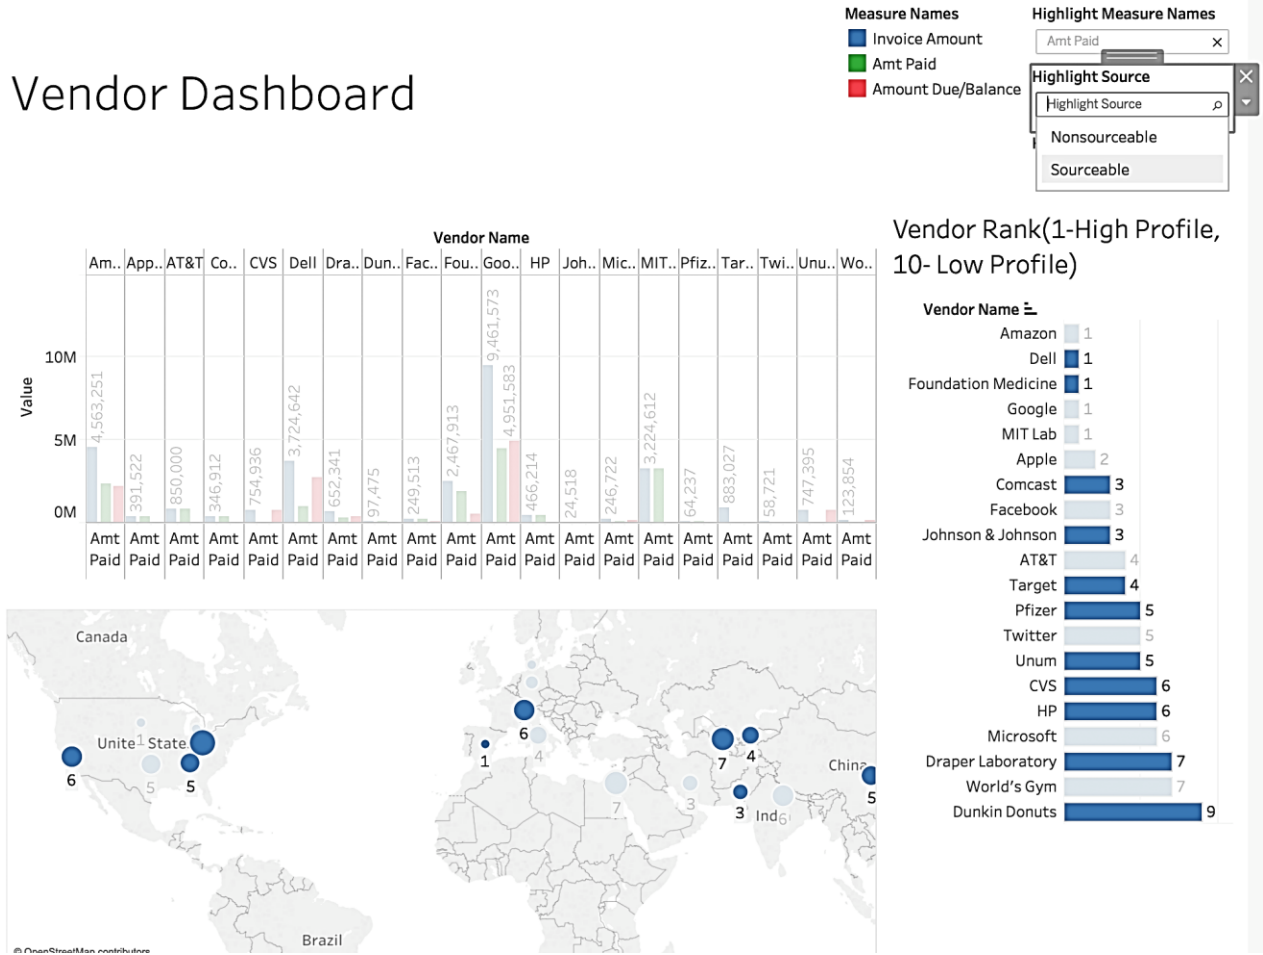 Measure Names
Invoice Amount
Amt Paid
Amount Due/Balance
Highlight Measure Names
Amt Paid
Highlight Source
Highlight Source
Nonsourceable
Sourceable
Vendor Dashboard
Vendor Name
Am.. App.. AT&T Co.. CVS Dell Dra.. Dun.. Fac.. Fou.. Goo.. HP Joh.. Mic.. MIT.. Pfiz.. Tar.. Twi.. Unu.. Wo..
Value
10M
5M
0M
4,563,251
391,522
850,000
346,912
754,936
3,724,642
652,341
97,475
249,513
2,467,913
9,461,573
4,951,583
466,214
24,518
246,722
3,224,612
64,237
883,027
58,721
747,395
123,854
Amt Amt Amt Amt Amt Amt Amt Amt Amt Amt Amt Amt Amt Amt Amt Amt Amt Amt Amt Amt
Paid Paid Paid Paid Paid Paid Paid Paid Paid Paid Paid Paid Paid Paid Paid Paid Paid Paid Paid Paid
Vendor Rank(1-High Profile,
10- Low Profile)
Vendor Name
Amazon 1
Dell 1
Foundation Medicine 1
Google 1
MIT Lab 1
Apple 2
Comcast 3
Facebook 3
Johnson & Johnson 3
AT&T 4
Target 4
Pfizer 5
Twitter 5
Unum 5
CVS 6
HP 6
Microsoft 6
Draper Laboratory 7
World's Gym 7
Dunkin Donuts 9
Canada
Unite 1 State
6
5
5
6
4
1
7
3
7
4
3
Ind 6
China
5
Brazil
© OpenStreetMap contributors